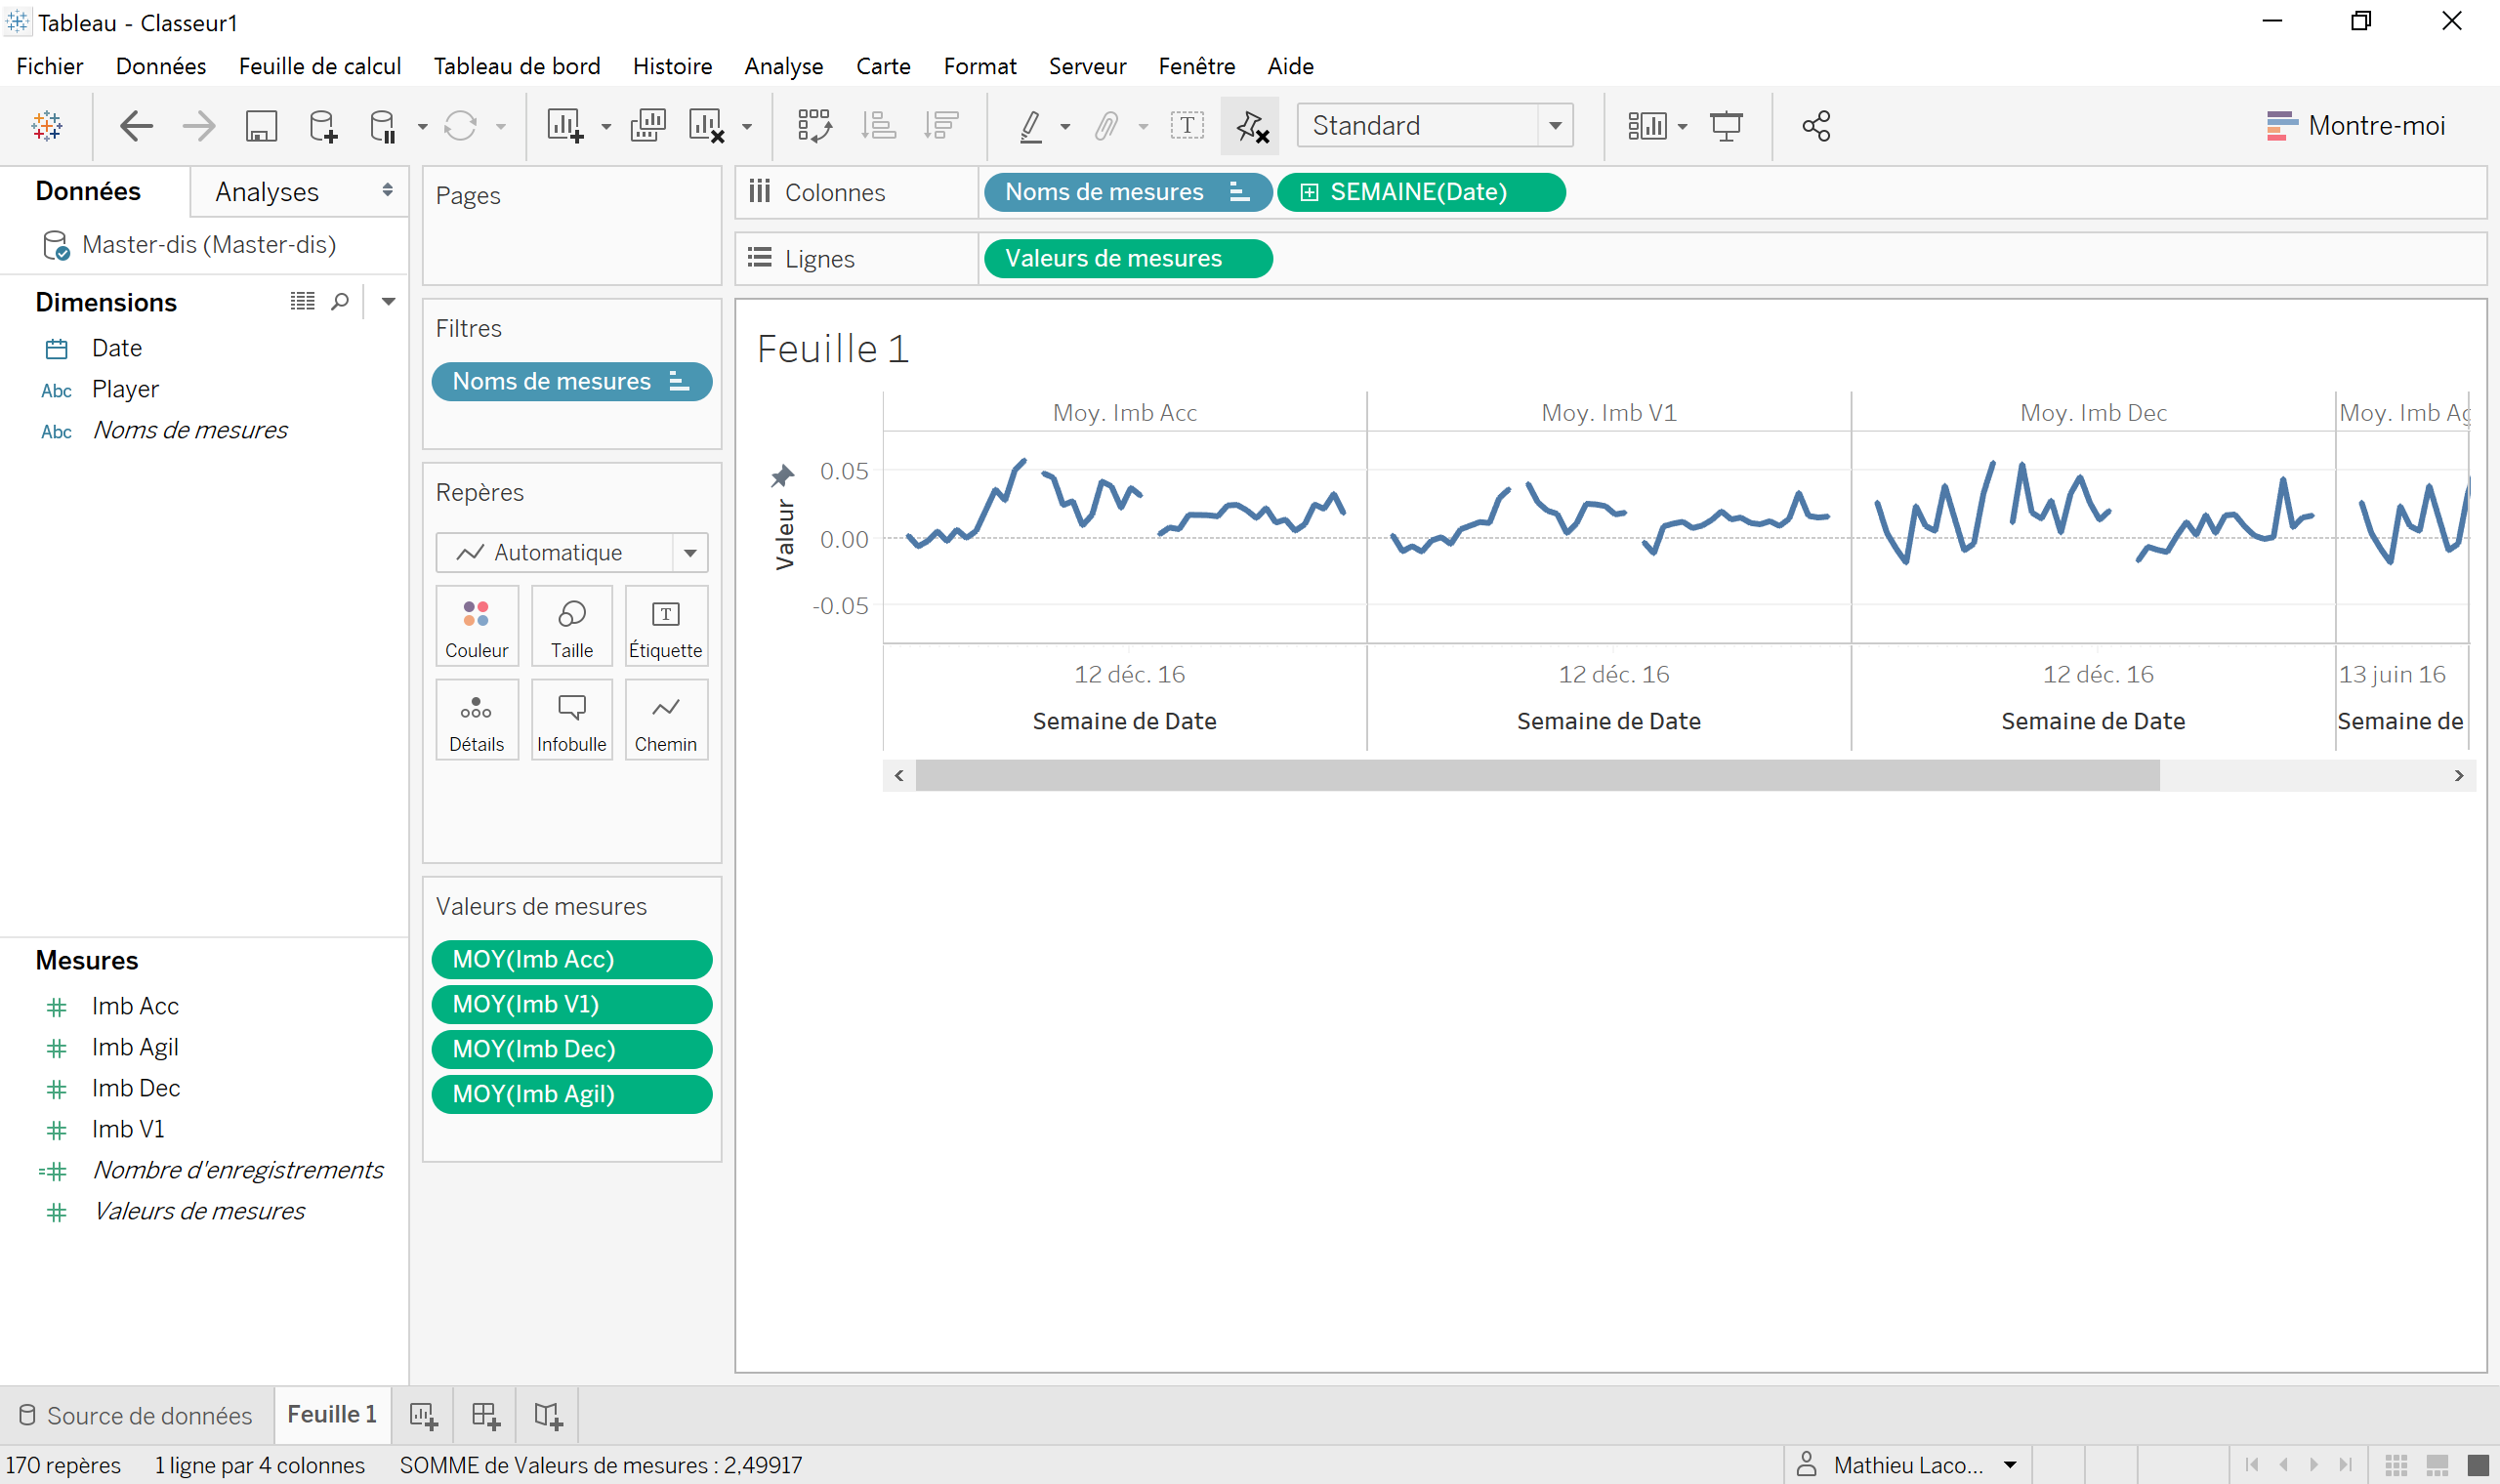 Tableau - Classeur1
Fichier Données Feuille de calcul Tableau de bord Histoire Analyse Carte Format Serveur Fenêtre Aide
T Standard Montre-moi
Données Analyses
Master-dis (Master-dis)
Dimensions
Date
Abc Player
Abc Noms de mesures
Mesures
Imb Acc
Imb Agil
Imb Dec
Imb V1
=# Nombre d'enregistrements
Valeurs de mesures
Pages
Filtres
Noms de mesures
Repères
Automatique
Couleur Taille Étiquette
Détails Infobulle Chemin
Valeurs de mesures
MOY(Imb Acc)
MOY(Imb V1)
MOY(Imb Dec)
MOY(Imb Agil)
Colonnes Noms de mesures SEMAINE(Date)
Lignes Valeurs de mesures
Feuille 1
Moy. Imb Acc Moy. Imb V1 Moy. Imb Dec Moy. Imb Ag
Valeur
0.05
0.00
-0.05
12 déc. 16 12 déc. 16 12 déc. 16 13 juin 16
Semaine de Date Semaine de Date Semaine de Date Semaine de
Source de données Feuille 1
170 repères 1 ligne par 4 colonnes SOMME de Valeurs de mesures : 2,49917 Mathieu Laco...